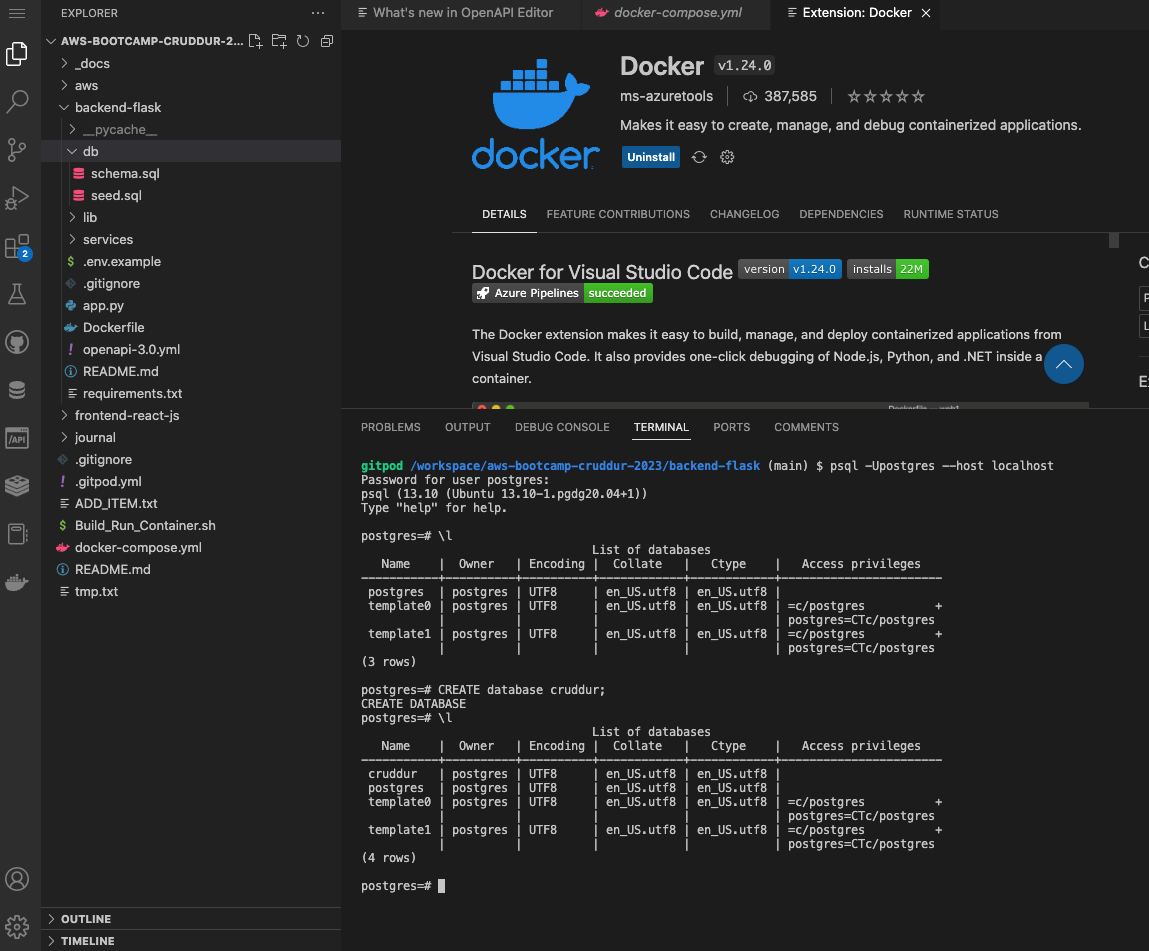 EXPLORER
AWS-BOOTCAMP-CRUDDUR-2...
_docs
aws
backend-flask
__pycache__
db
schema.sql
seed.sql
lib
services
$ .env.example
.gitignore
app.py
Dockerfile
! openapi-3.0.yml
README.md
requirements.txt
frontend-react-js
journal
.gitignore
! .gitpod.yml
ADD_ITEM.txt
$ Build_Run_Container.sh
docker-compose.yml
README.md
tmp.txt
OUTLINE
TIMELINE
2
/API
What's new in OpenAPI Editor
docker-compose.yml
Extension: Docker
docker
Docker v1.24.0
ms-azuretools | 387,585 |
Makes it easy to create, manage, and debug containerized applications.
Uninstall
DETAILS FEATURE CONTRIBUTIONS CHANGELOG DEPENDENCIES RUNTIME STATUS
Docker for Visual Studio Code version v1.24.0 installs 22M
Azure Pipelines succeeded
The Docker extension makes it easy to build, manage, and deploy containerized applications from
Visual Studio Code. It also provides one-click debugging of Node.js, Python, and .NET inside a
container.
PROBLEMS OUTPUT DEBUG CONSOLE TERMINAL PORTS COMMENTS
gitpod /workspace/aws-bootcamp-cruddur-2023/backend-flask (main) $ psql -Upostgres --host localhost
Password for user postgres:
psql (13.10 (Ubuntu 13.10-1.pgdg20.04+1))
Type "help" for help.
postgres=# \l
List of databases
Name | Owner | Encoding | Collate | Ctype | Access privileges
-----------+----------+----------+------------+------------+-----------------------
postgres | postgres | UTF8 | en_US.utf8 | en_US.utf8 |
template0 | postgres | UTF8 | en_US.utf8 | en_US.utf8 | =c/postgres +
| | | | | postgres=CTc/postgres
template1 | postgres | UTF8 | en_US.utf8 | en_US.utf8 | =c/postgres +
| | | | | postgres=CTc/postgres
(3 rows)
postgres=# CREATE database cruddur;
CREATE DATABASE
postgres=# \l
List of databases
Name | Owner | Encoding | Collate | Ctype | Access privileges
-----------+----------+----------+------------+------------+-----------------------
cruddur | postgres | UTF8 | en_US.utf8 | en_US.utf8 |
postgres | postgres | UTF8 | en_US.utf8 | en_US.utf8 |
template0 | postgres | UTF8 | en_US.utf8 | en_US.utf8 | =c/postgres +
| | | | | postgres=CTc/postgres
template1 | postgres | UTF8 | en_US.utf8 | en_US.utf8 | =c/postgres +
| | | | | postgres=CTc/postgres
(4 rows)
postgres=#